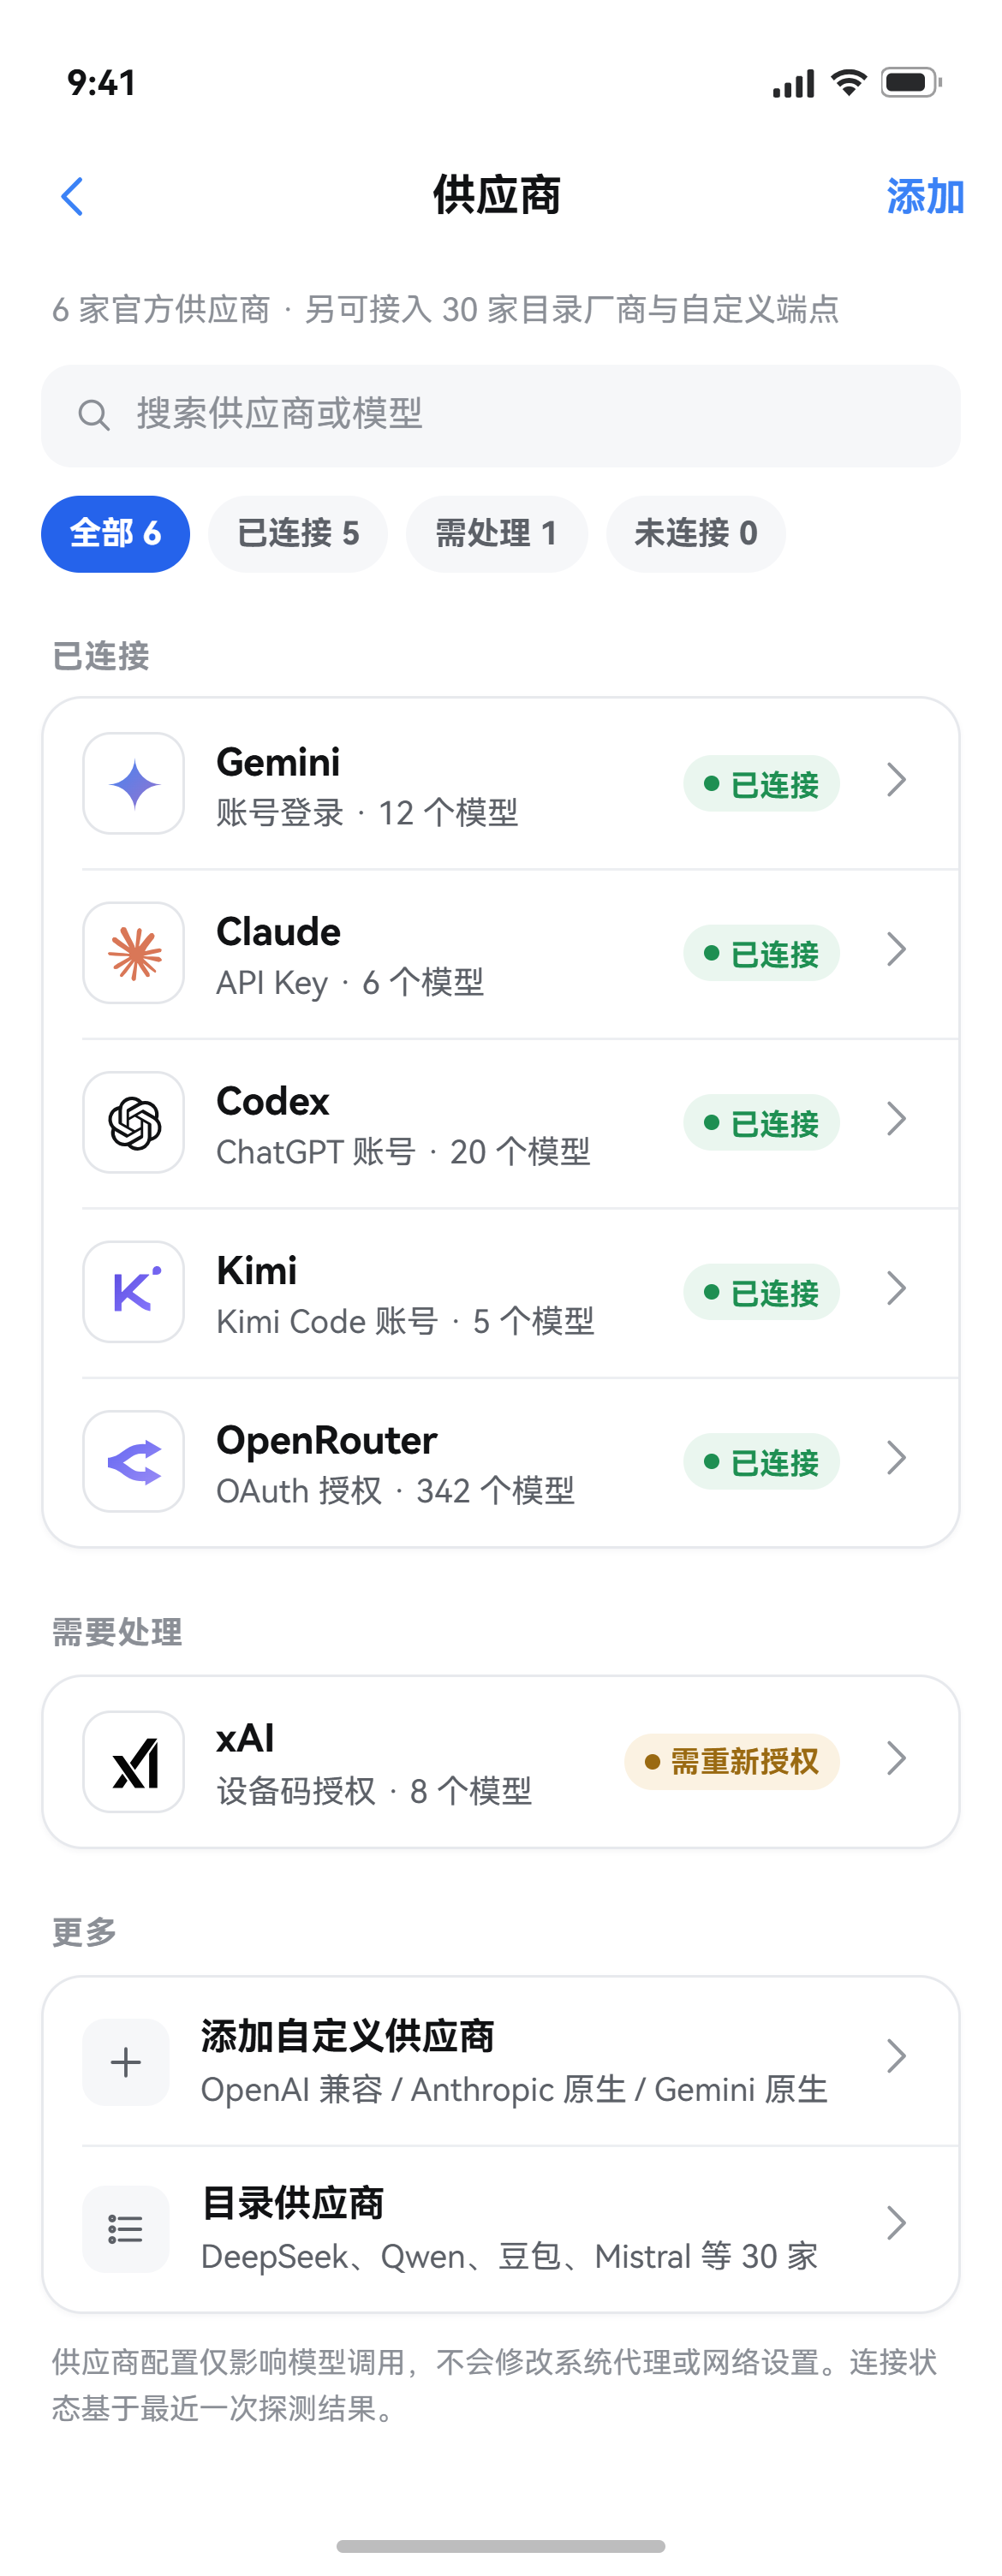 9:41
供应商
添加
6 家官方供应商 · 另可接入 30 家目录厂商与自定义端点
搜索供应商或模型
全部 6
已连接 5
需处理 1
未连接 0
已连接
Gemini
已连接
账号登录 · 12 个模型
Claude
已连接
API Key · 6 个模型
Codex
已连接
ChatGPT 账号 · 20 个模型
Kimi
已连接
Kimi Code 账号 · 5 个模型
OpenRouter
已连接
OAuth 授权 · 342 个模型
需要处理
xAI
需重新授权
设备码授权 · 8 个模型
更多
添加自定义供应商
OpenAI 兼容 / Anthropic 原生 / Gemini 原生
目录供应商
DeepSeek、Qwen、豆包、Mistral 等 30 家
供应商配置仅影响模型调用，不会修改系统代理或网络设置。连接状
态基于最近一次探测结果。